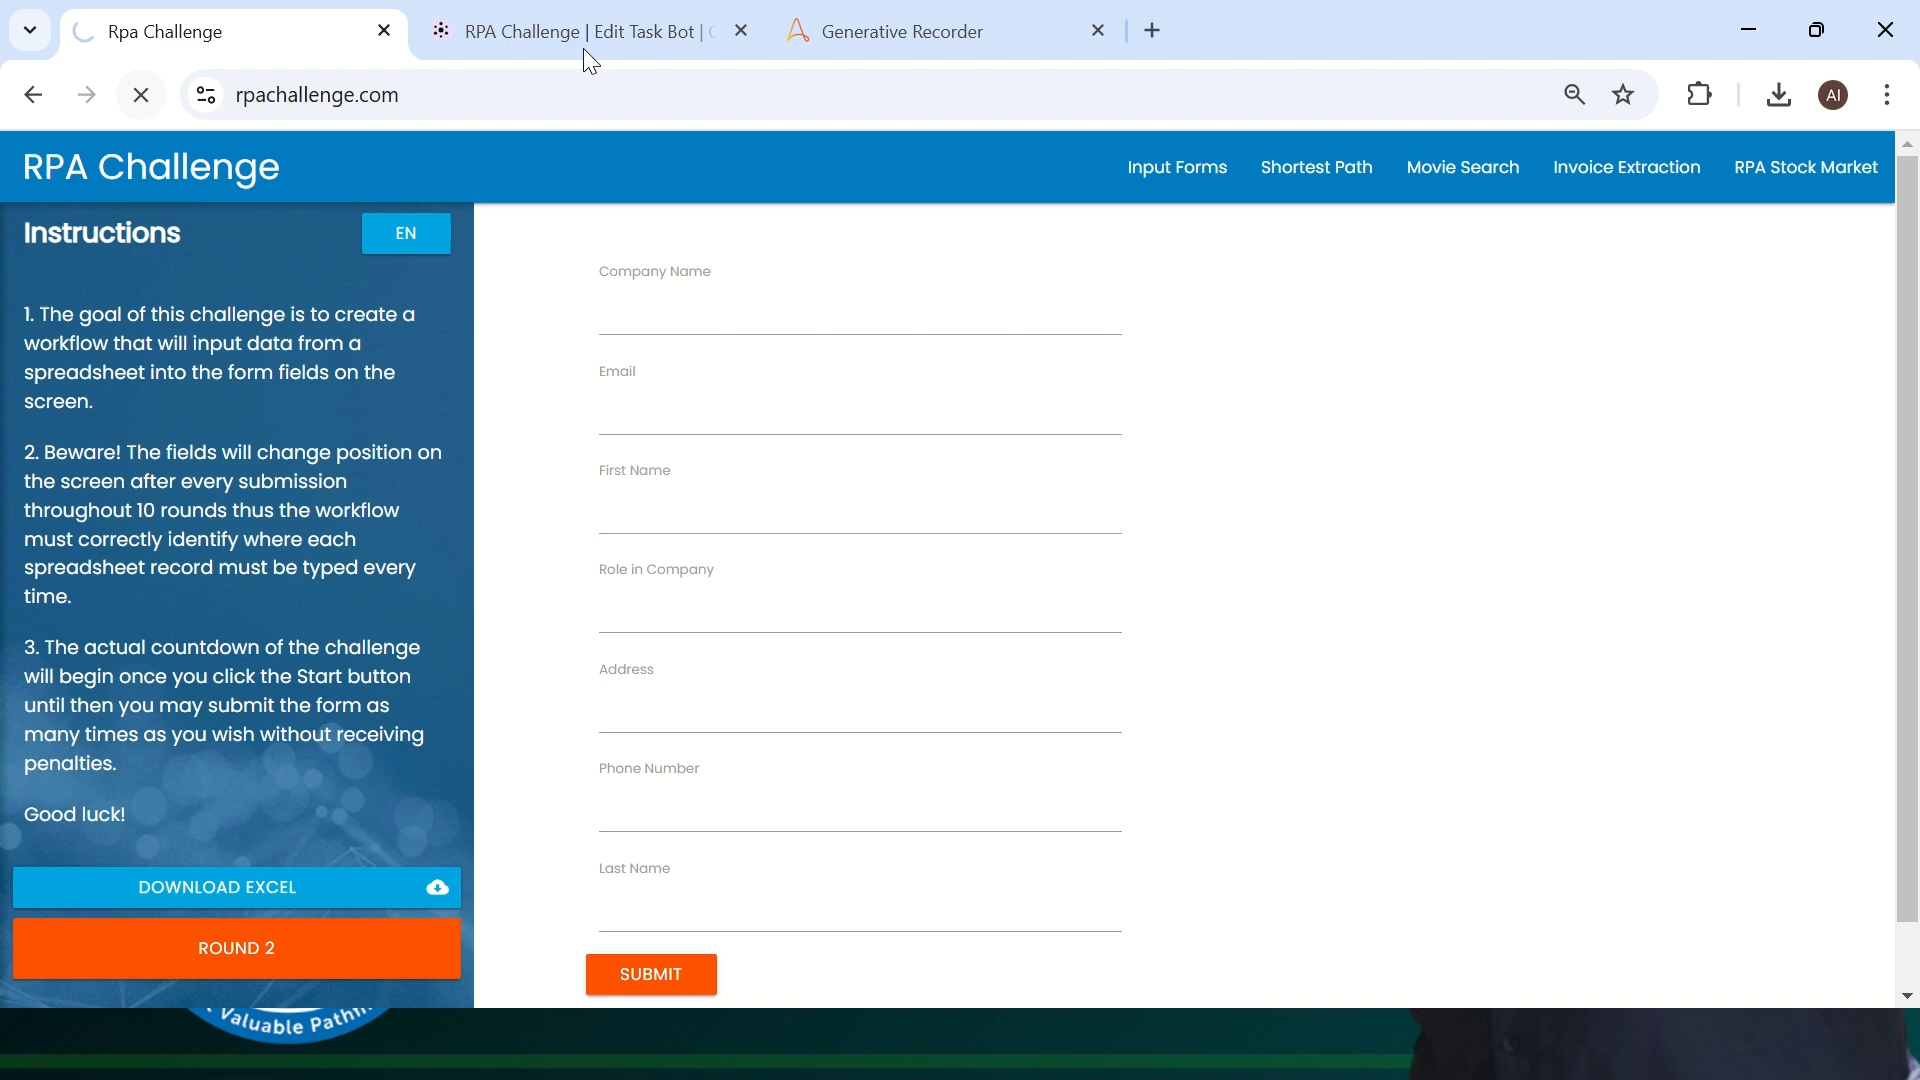 Rpa Challenge
RPA Challenge | Edit Task Bot |
Generative Recorder
rpachallenge.com
AI
RPA Challenge
Input Forms
Shortest Path
Movie Search
Invoice Extraction
RPA Stock Market
Instructions
EN
1. The goal of this challenge is to create a
workflow that will input data from a
spreadsheet into the form fields on the
screen.
2. Beware! The fields will change position on
the screen after every submission
throughout 10 rounds thus the workflow
must correctly identify where each
spreadsheet record must be typed every
time.
3. The actual countdown of the challenge
will begin once you click the Start button
until then you may submit the form as
many times as you wish without receiving
penalties.
Good luck!
DOWNLOAD EXCEL
ROUND 2
Company Name
Email
First Name
Role in Company
Address
Phone Number
Last Name
SUBMIT
Valuable